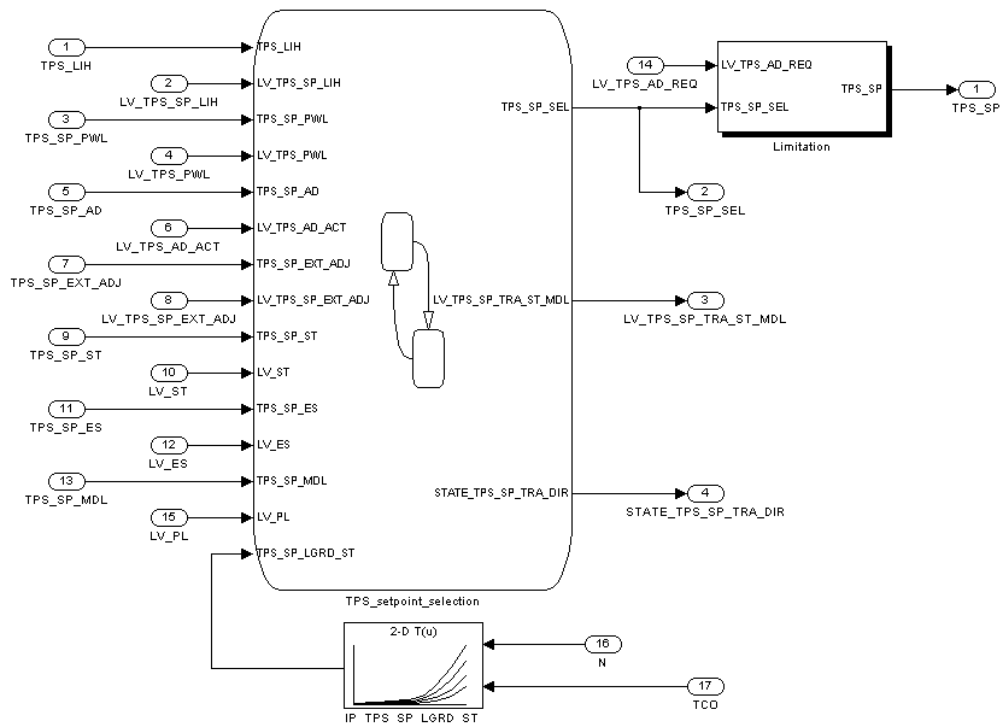 1
TPS_LIH
2
LV_TPS_SP_LIH
3
TPS_SP_PWL
4
LV_TPS_PWL
5
TPS_SP_AD
6
LV_TPS_AD_ACT
7
TPS_SP_EXT_ADJ
8
LV_TPS_SP_EXT_ADJ
9
TPS_SP_ST
10
LV_ST
11
TPS_SP_ES
12
LV_ES
13
TPS_SP_MDL
15
LV_PL
TPS_LIH
LV_TPS_SP_LIH
TPS_SP_PWL
LV_TPS_PWL
TPS_SP_AD
LV_TPS_AD_ACT
TPS_SP_EXT_ADJ
LV_TPS_SP_EXT_ADJ
TPS_SP_ST
LV_ST
TPS_SP_ES
LV_ES
TPS_SP_MDL
LV_PL
TPS_SP_LGRD_ST
TPS_SP_SEL
LV_TPS_SP_TRA_ST_MDL
STATE_TPS_SP_TRA_DIR
TPS_setpoint_selection
14
LV_TPS_AD_REQ
LV_TPS_AD_REQ
TPS_SP_SEL
TPS_SP
Limitation
1
TPS_SP
2
TPS_SP_SEL
3
LV_TPS_SP_TRA_ST_MDL
4
STATE_TPS_SP_TRA_DIR
2-D T(u)
IP_TPS_SP_LGRD_ST
16
N
17
TCO